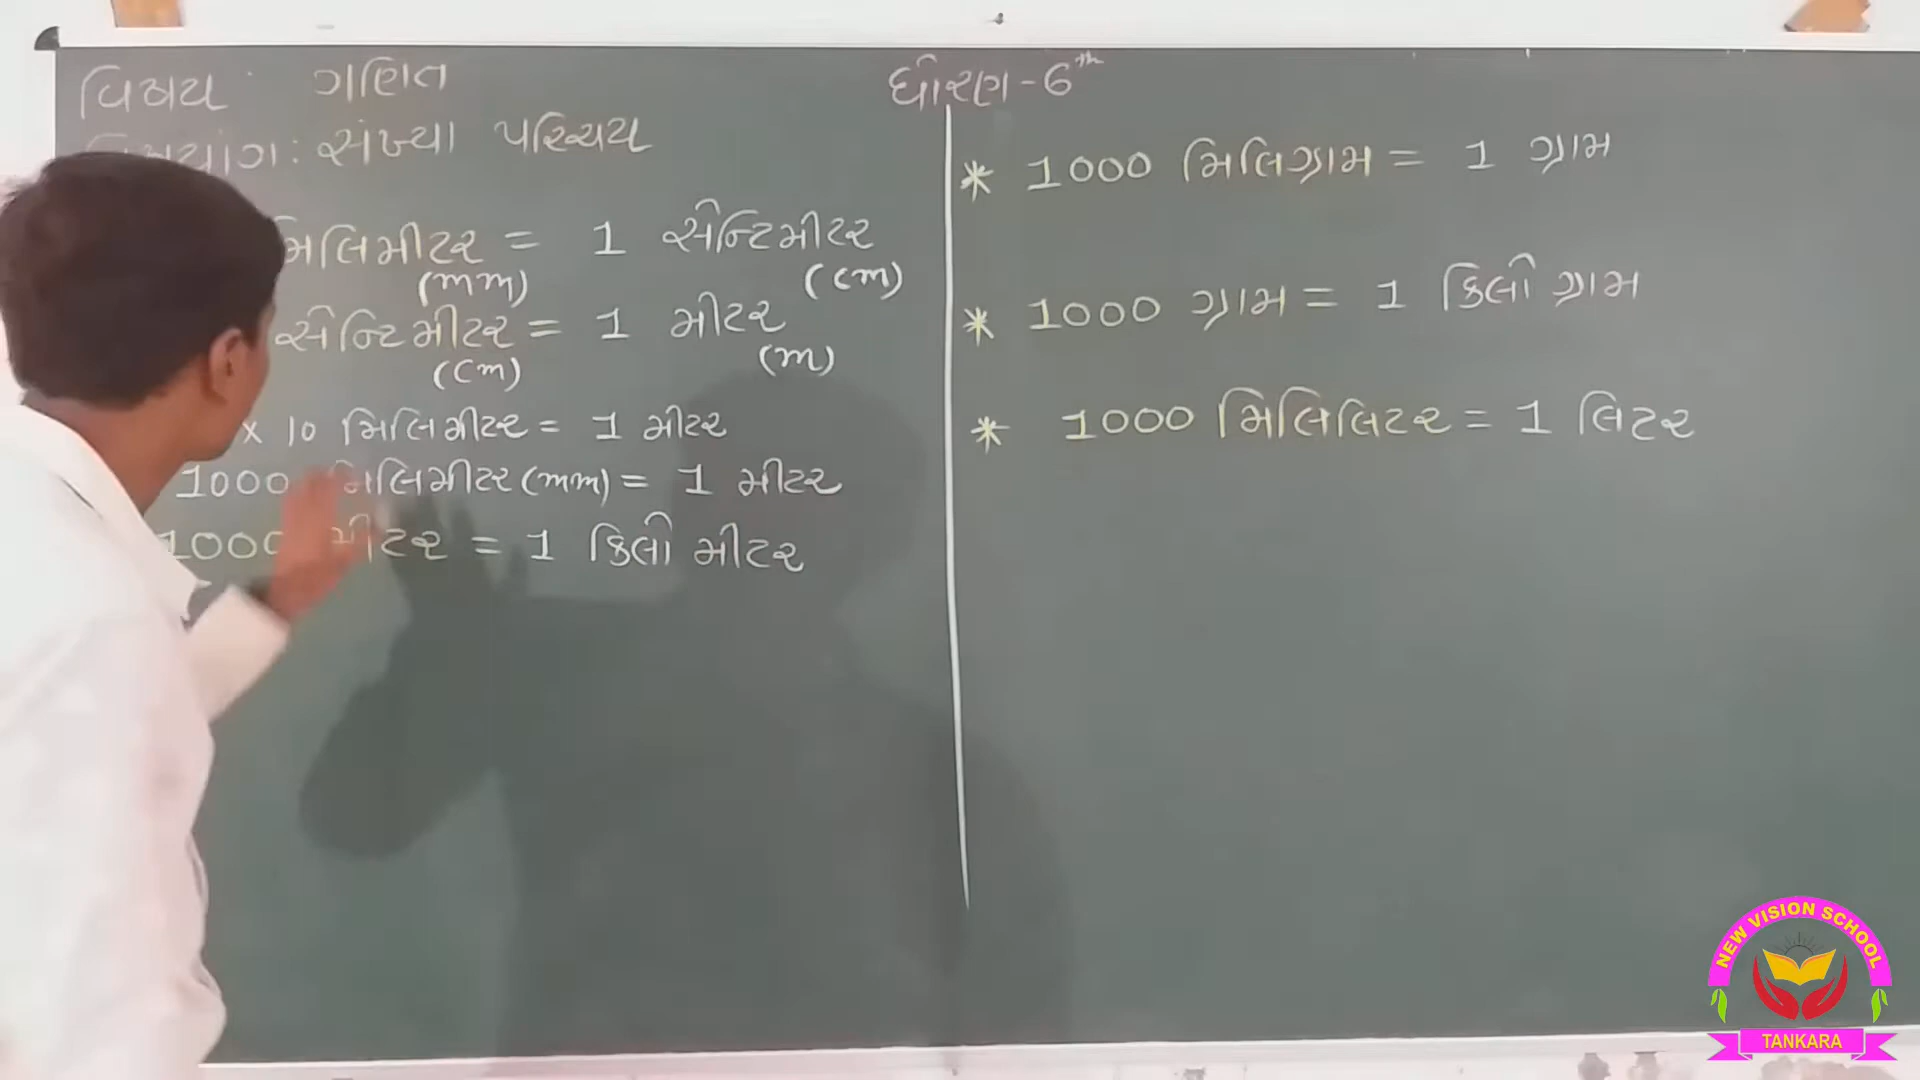 વિષય : ગણિત
ધોરણ - 6th
: સંખ્યા પરિચય
મિલિમીટર = 1 સેન્ટિમીટર
(mm) (cm)
સેન્ટિમીટર = 1 મીટર
(cm) (m)
x 10 મિલિમીટર = 1 મીટર
1000 મિલિમીટર (mm) = 1 મીટર
1000 મીટર = 1 કિલો મીટર
* 1000 મિલિગ્રામ = 1 ગ્રામ
* 1000 ગ્રામ = 1 કિલો ગ્રામ
* 1000 મિલિલિટર = 1 લિટર
NEW VISION SCHOOL
TANKARA